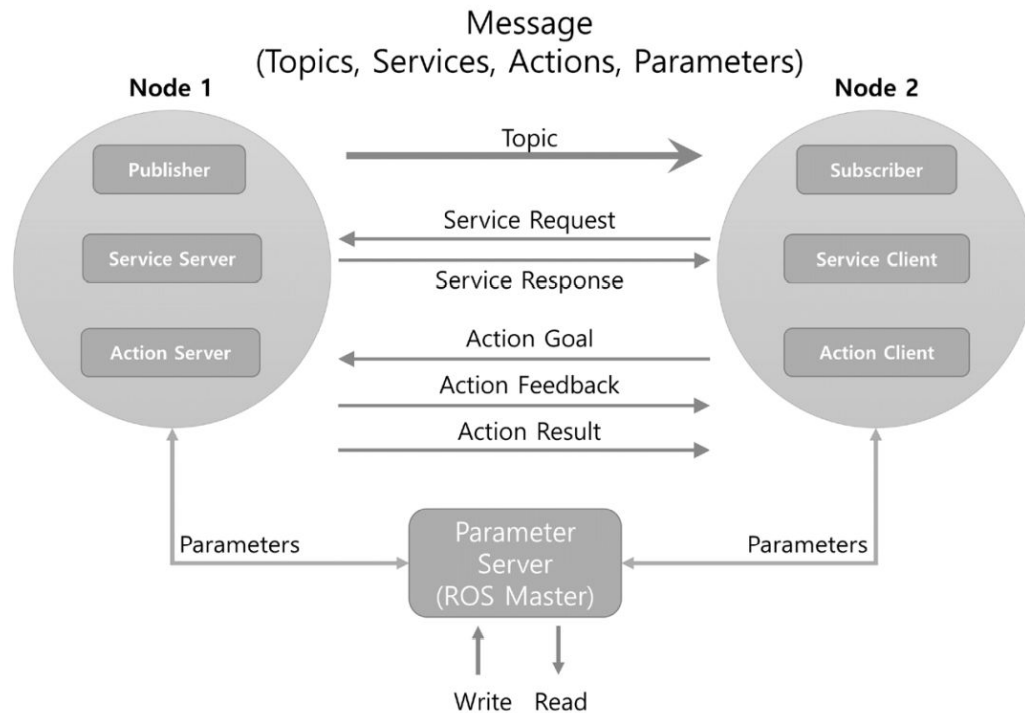 Message
(Topics, Services, Actions, Parameters)
Node 1
Node 2
Topic
Publisher
Subscriber
Service Request
Service Server
Service Client
Service Response
Action Goal
Action Server
Action Client
Action Feedback
Action Result
Parameters
Parameter
Server
(ROS Master)
Parameters
Write
Read